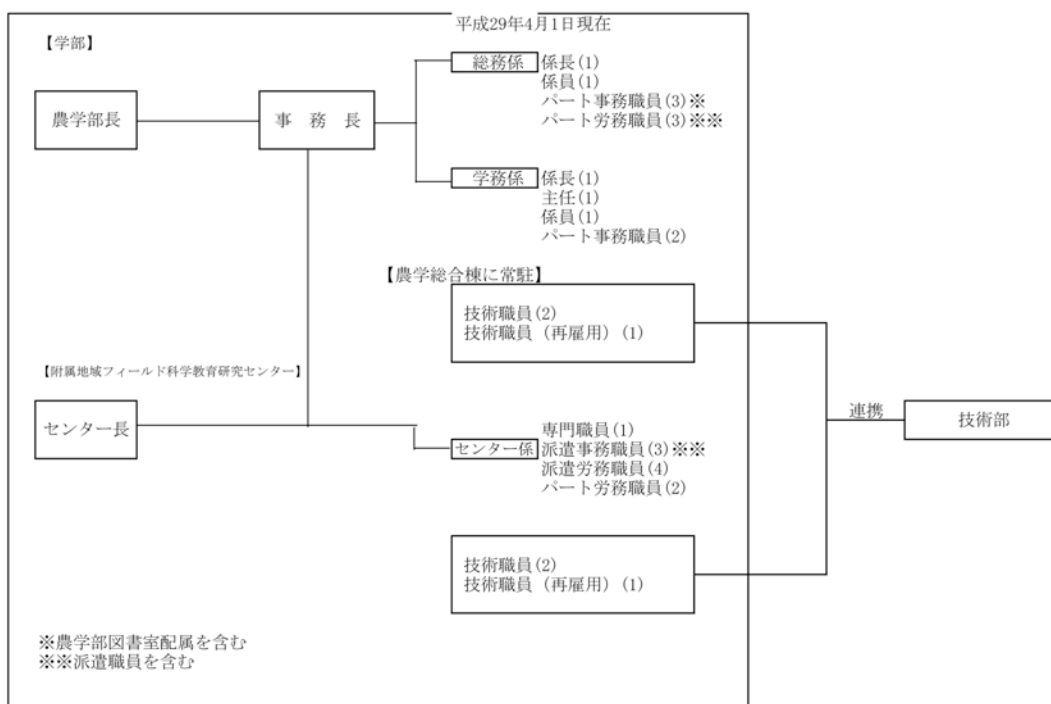 平成29年4月1日現在
【学部】
総務係 係長(1)
係員(1)
パート事務職員(3)※
パート労務職員(3)※※
農学部長
事　務　長
学務係 係長(1)
主任(1)
係員(1)
パート事務職員(2)
【農学総合棟に常駐】
技術職員(2)
技術職員（再雇用）(1)
【附属地域フィールド科学教育研究センター】
センター長
連携
技術部
専門職員(1)
センター係 派遣事務職員(3)※※
派遣労務職員(4)
パート労務職員(2)
技術職員(2)
技術職員（再雇用）(1)
※農学部図書室配属を含む
※※派遣職員を含む